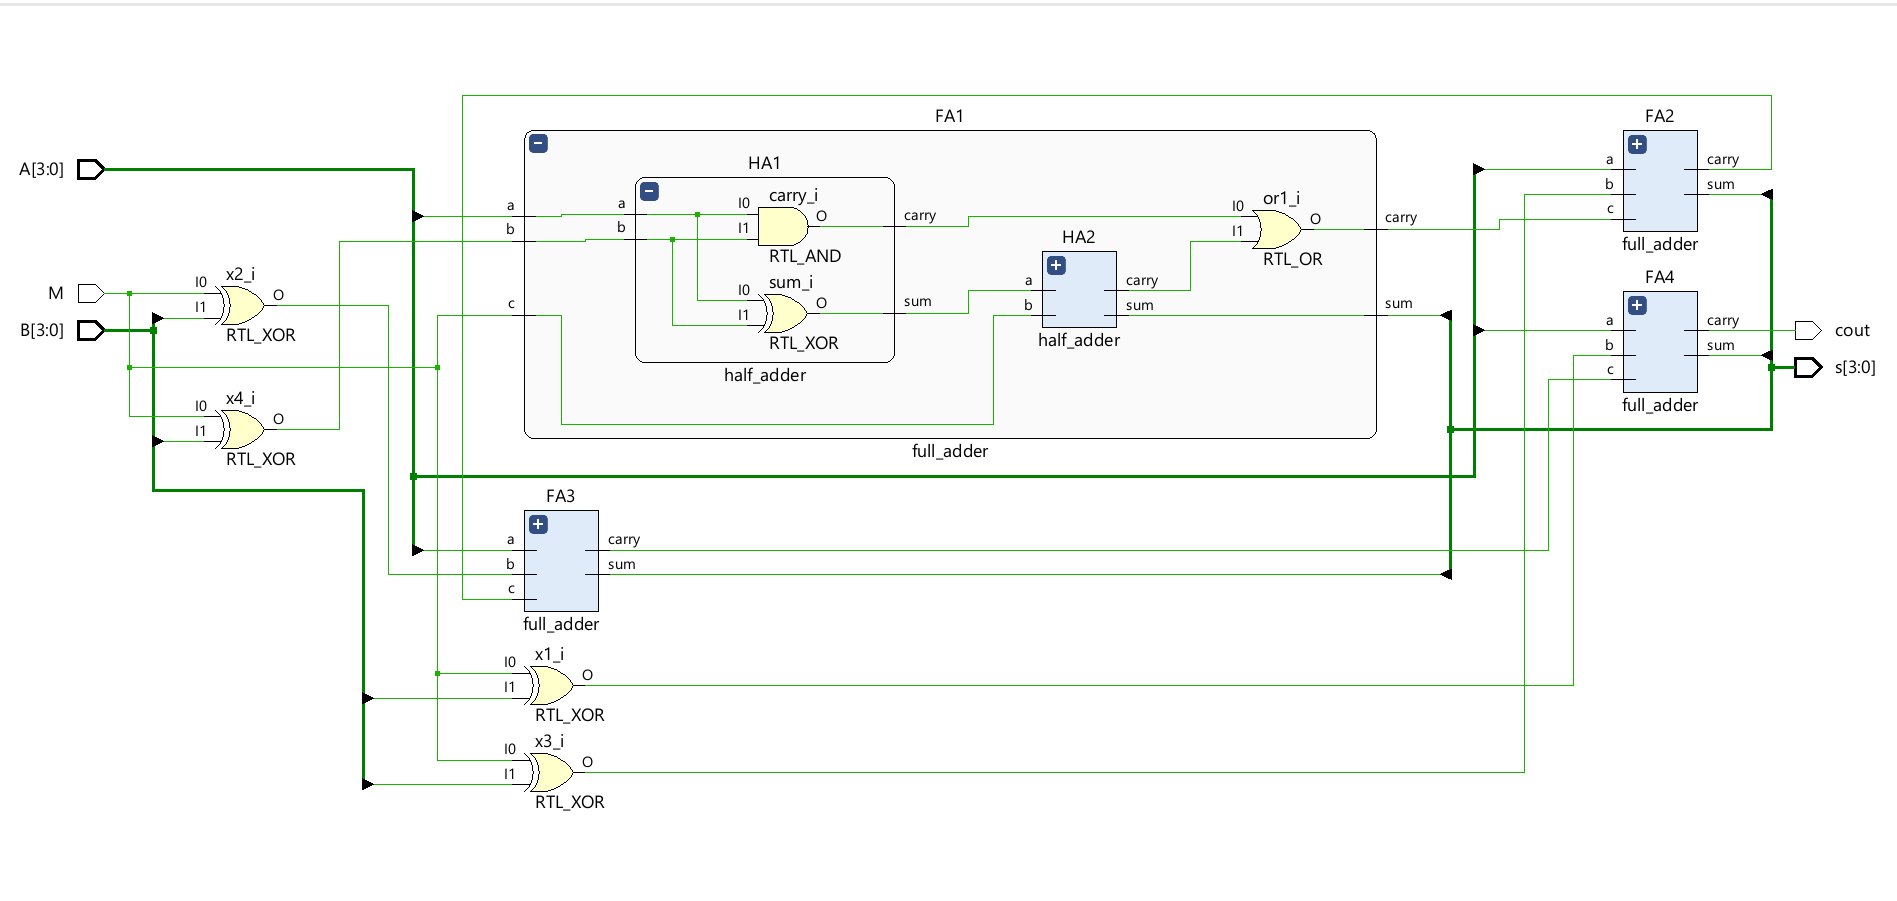 FA1
FA2
A[3:0]
HA1
a
carry
b
sum
c
full_adder
a
b
c
a
b
I0
I1
carry_i
O
RTL_AND
carry
I0
I1
sum_i
O
RTL_XOR
sum
half_adder
HA2
a
b
carry
sum
half_adder
I0
I1
or1_i
O
RTL_OR
carry
sum
full_adder
M
B[3:0]
I0
I1
x2_i
O
RTL_XOR
I0
I1
x4_i
O
RTL_XOR
FA4
a
carry
b
sum
c
full_adder
cout
s[3:0]
FA3
a
carry
b
sum
c
full_adder
I0
I1
x1_i
O
RTL_XOR
I0
I1
x3_i
O
RTL_XOR